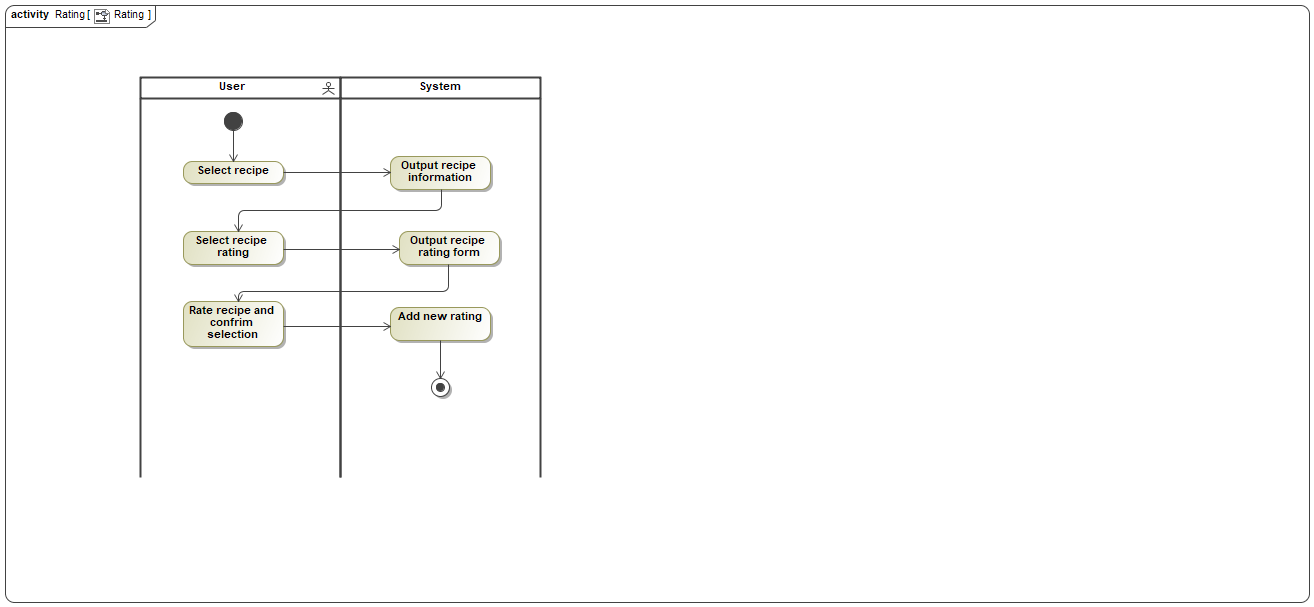 activity Rating [ Rating ]
User
System
Select recipe
Output recipe
information
Select recipe
rating
Output recipe
rating form
Rate recipe and
confrim
selection
Add new rating